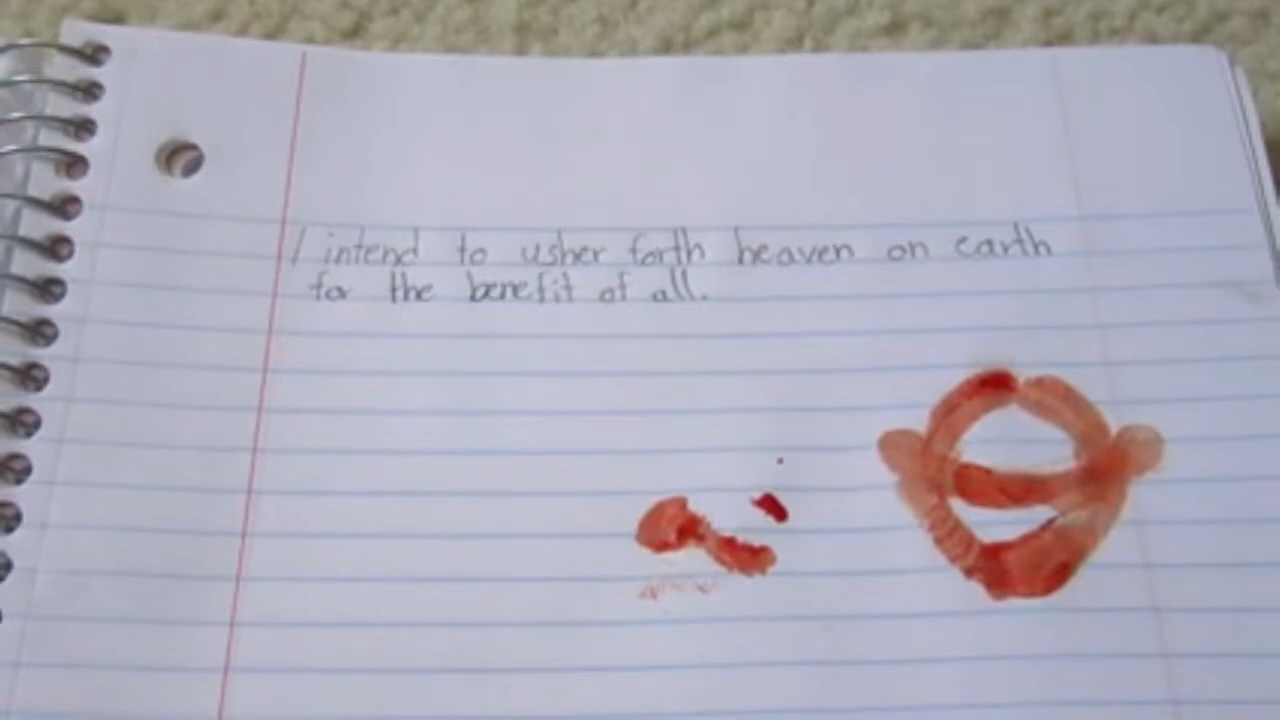 I intend to usher forth heaven on earth
for the benefit of all.